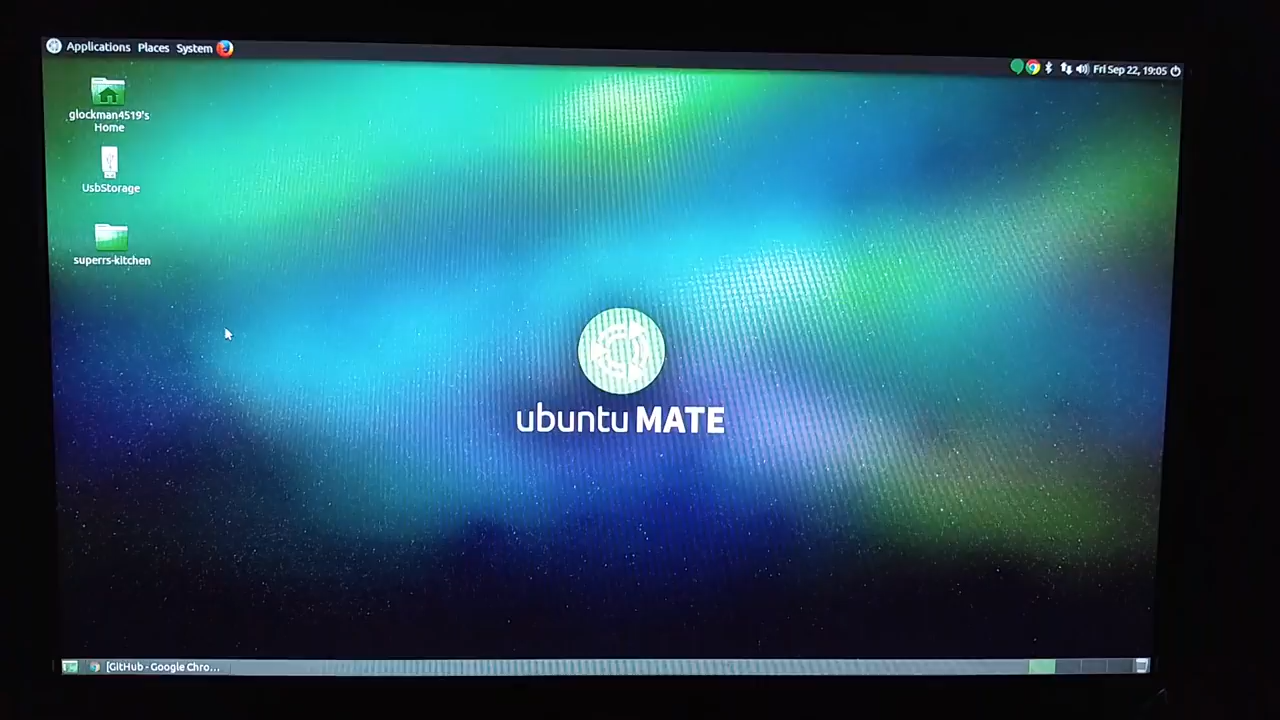 Applications Places System
Fri Sep 22, 19:05
glockman4519's
Home
UsbStorage
superrs-kitchen
ubuntu MATE
[GitHub - Google Chro...